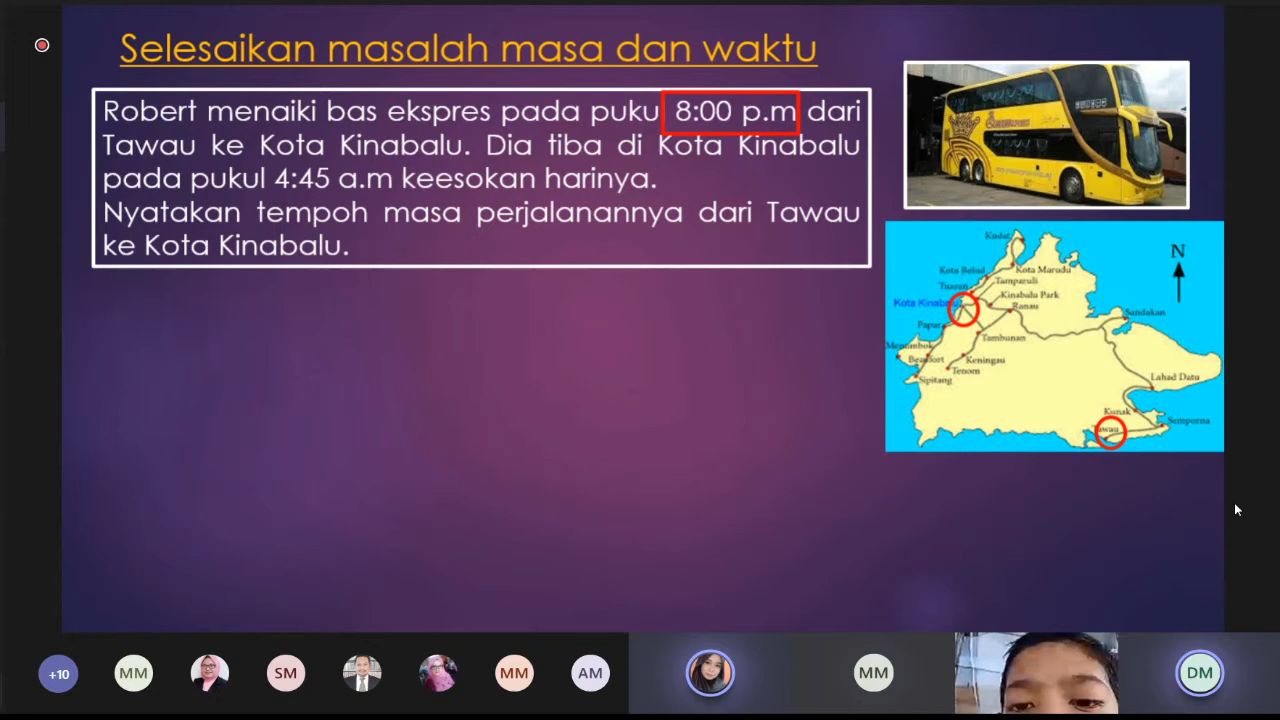 Selesaikan masalah masa dan waktu
Robert menaiki bas ekspres pada puku 8:00 p.m dari
Tawau ke Kota Kinabalu. Dia tiba di Kota Kinabalu
pada pukul 4:45 a.m keesokan harinya.
Nyatakan tempoh masa perjalanannya dari Tawau
ke Kota Kinabalu.
N
Kudat
Kota Belud
Kota Marudu
Tamparuli
Tuaran
Kinabalu Park
Kota Kinaba
Ranau
Sandakan
Papar
Tambunan
Menumbok
Beaufort
Keningau
Tenom
Sipitang
Lahad Datu
Kunak
Semporna
Tawau
+10
MM
SM
MM
AM
MM
DM